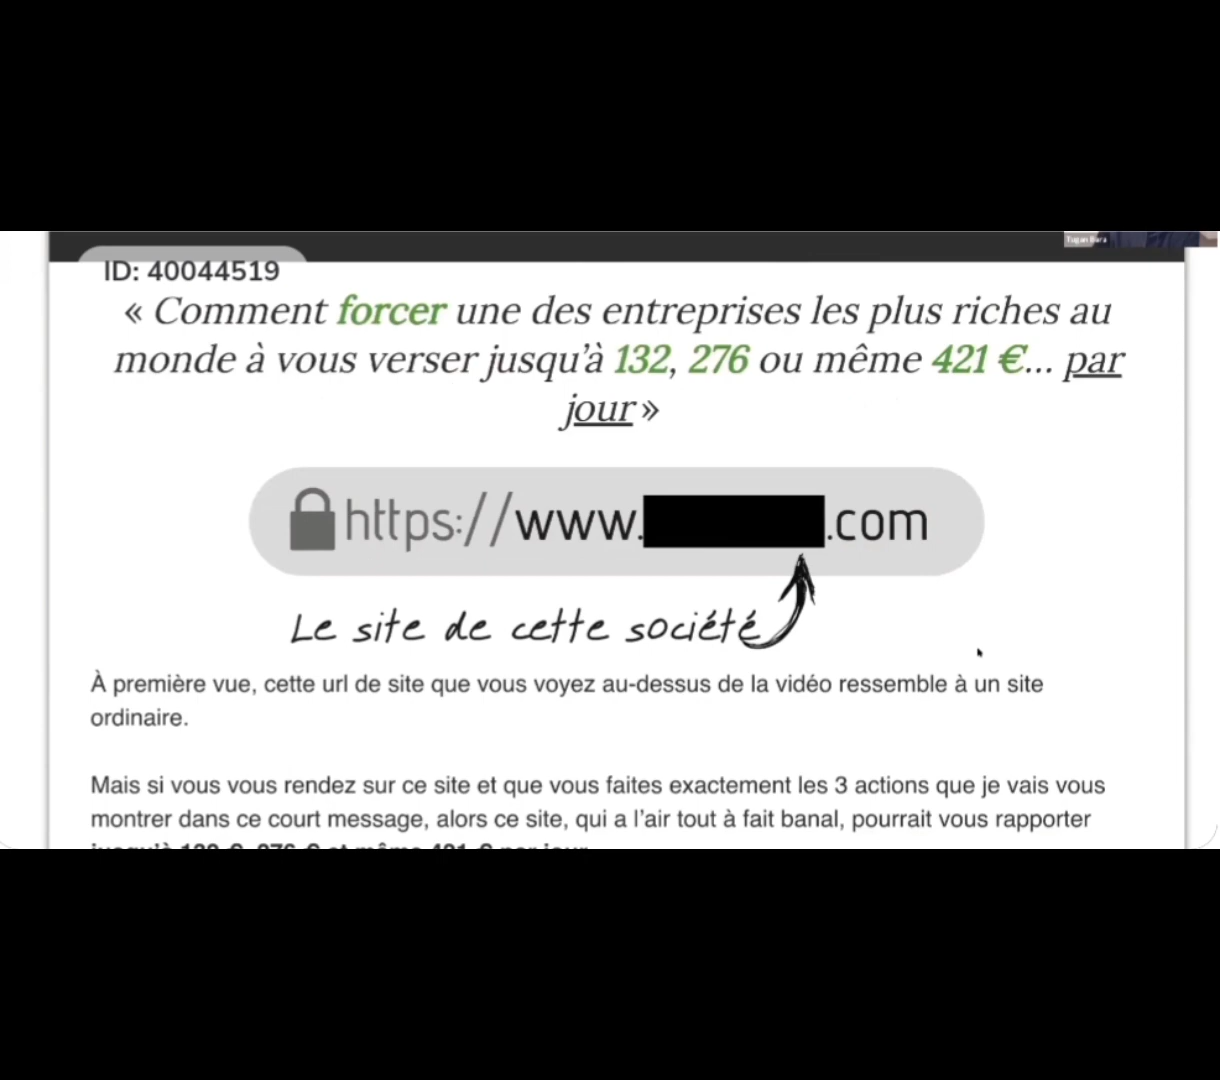 Tugan Bara
ID: 40044519
« Comment forcer une des entreprises les plus riches au
monde à vous verser jusqu’à 132, 276 ou même 421 €... par
jour »
https://www. .com
Le site de cette société
À première vue, cette url de site que vous voyez au-dessus de la vidéo ressemble à un site
ordinaire.
Mais si vous vous rendez sur ce site et que vous faites exactement les 3 actions que je vais vous
montrer dans ce court message, alors ce site, qui a l’air tout à fait banal, pourrait vous rapporter